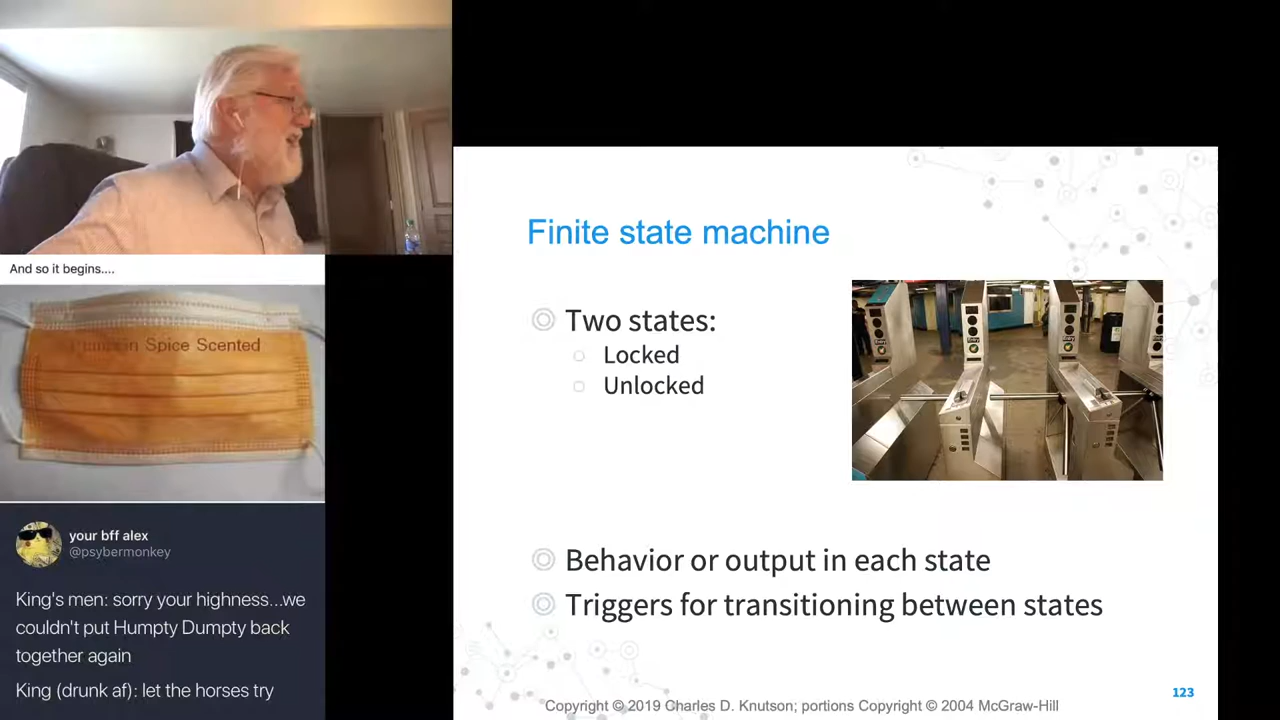 And so it begins....
Pumpkin Spice Scented
your bff alex
@psybermonkey
King's men: sorry your highness...we
couldn't put Humpty Dumpty back
together again
King (drunk af): let the horses try
Finite state machine
Two states:
Locked
Unlocked
Behavior or output in each state
Triggers for transitioning between states
123
Copyright © 2019 Charles D. Knutson; portions Copyright © 2004 McGraw-Hill